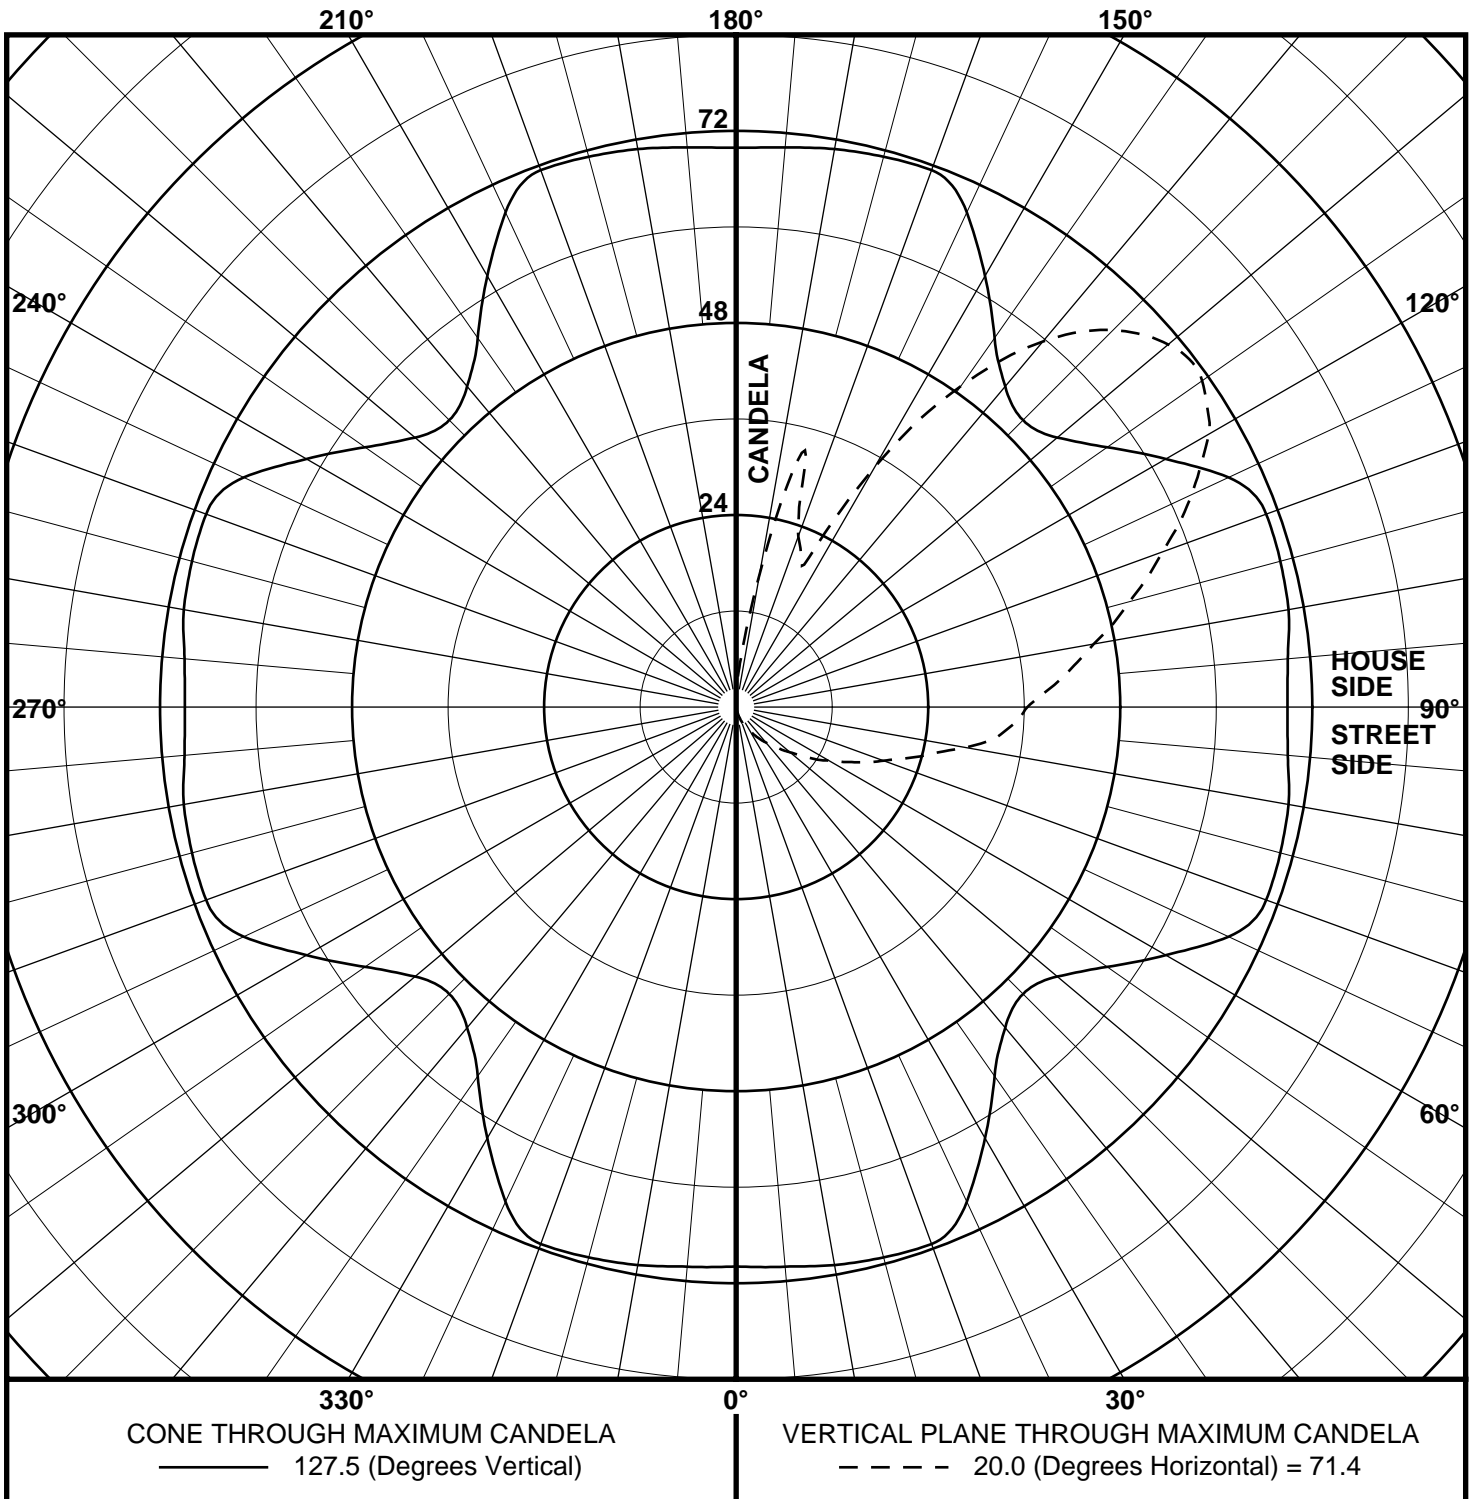 210°
180°
150°
72
240°
120°
48
CANDELA
24
HOUSE
SIDE
270°
90°
STREET
SIDE
300°
60°
330°
0°
30°
CONE THROUGH MAXIMUM CANDELA
127.5 (Degrees Vertical)
VERTICAL PLANE THROUGH MAXIMUM CANDELA
20.0 (Degrees Horizontal) = 71.4